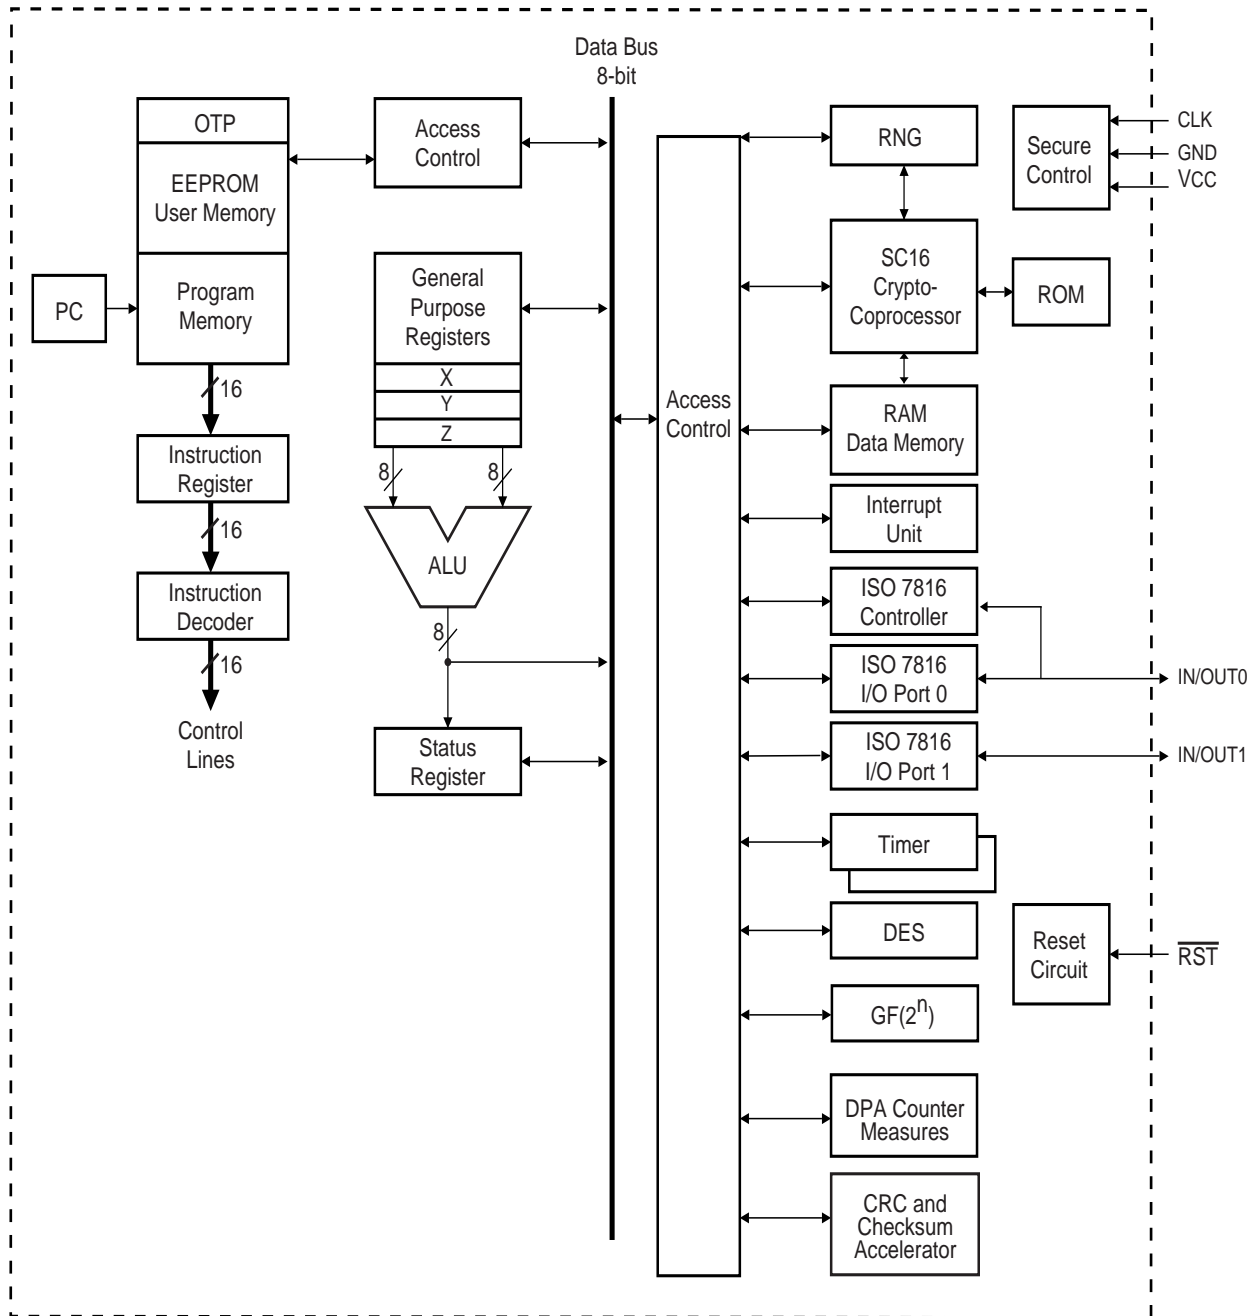 Data Bus
8-bit
OTP
EEPROM
User Memory
Program
Memory
PC
16
Instruction
Register
16
Instruction
Decoder
16
Control
Lines
Access
Control
General
Purpose
Registers
X
Y
Z
8
8
ALU
8
Status
Register
Access
Control
RNG
SC16
Crypto-
Coprocessor
ROM
RAM
Data Memory
Interrupt
Unit
ISO 7816
Controller
ISO 7816
I/O Port 0
ISO 7816
I/O Port 1
Timer
DES
GF(2ⁿ)
DPA Counter
Measures
CRC and
Checksum
Accelerator
Secure
Control
CLK
GND
VCC
IN/OUT0
IN/OUT1
Reset
Circuit
R̅S̅T̅